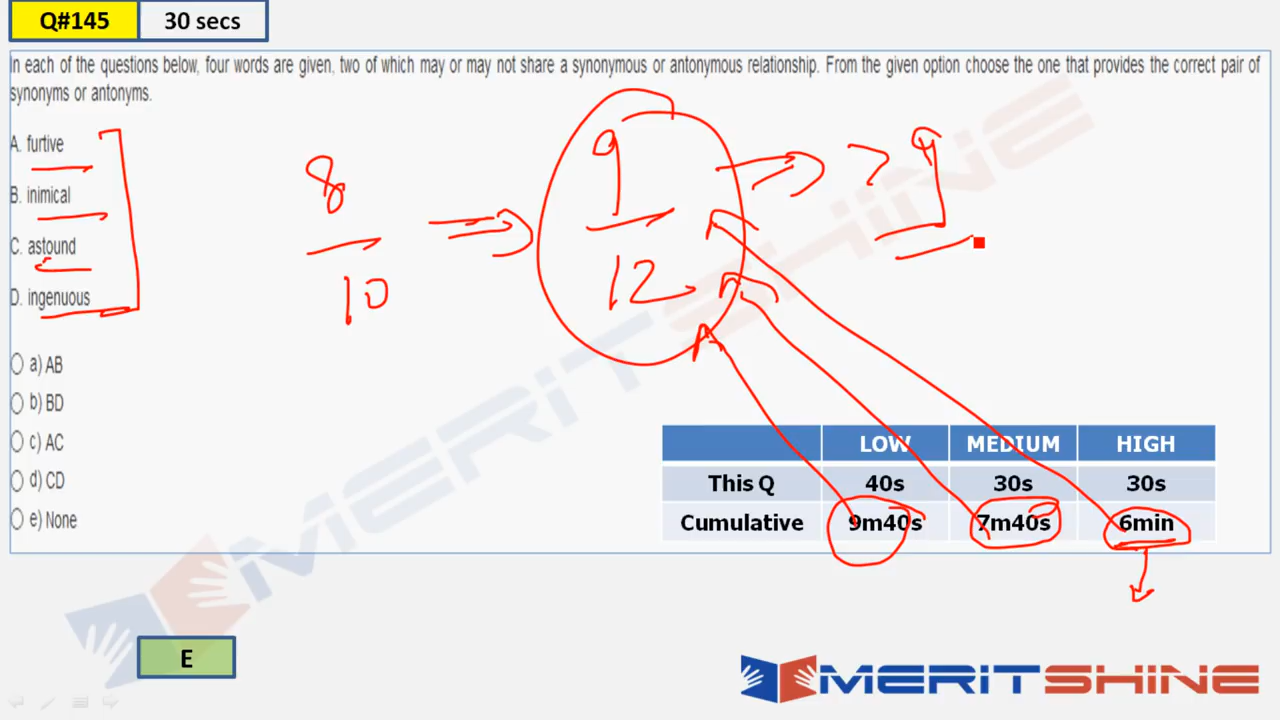 Q#145 30 secs
In each of the questions below, four words are given, two of which may or may not share a synonymous or antonymous relationship. From the given option choose the one that provides the correct pair of
synonyms or antonyms.
A. furtive
B. inimical
C. astound
D. ingenuous
8
10
9
12
? 9
a) AB
b) BD
c) AC
d) CD
e) None
LOW MEDIUM HIGH
This Q 40s 30s 30s
Cumulative 9m40s 7m40s 6min
E
MERITSHINE
MERITSHINE